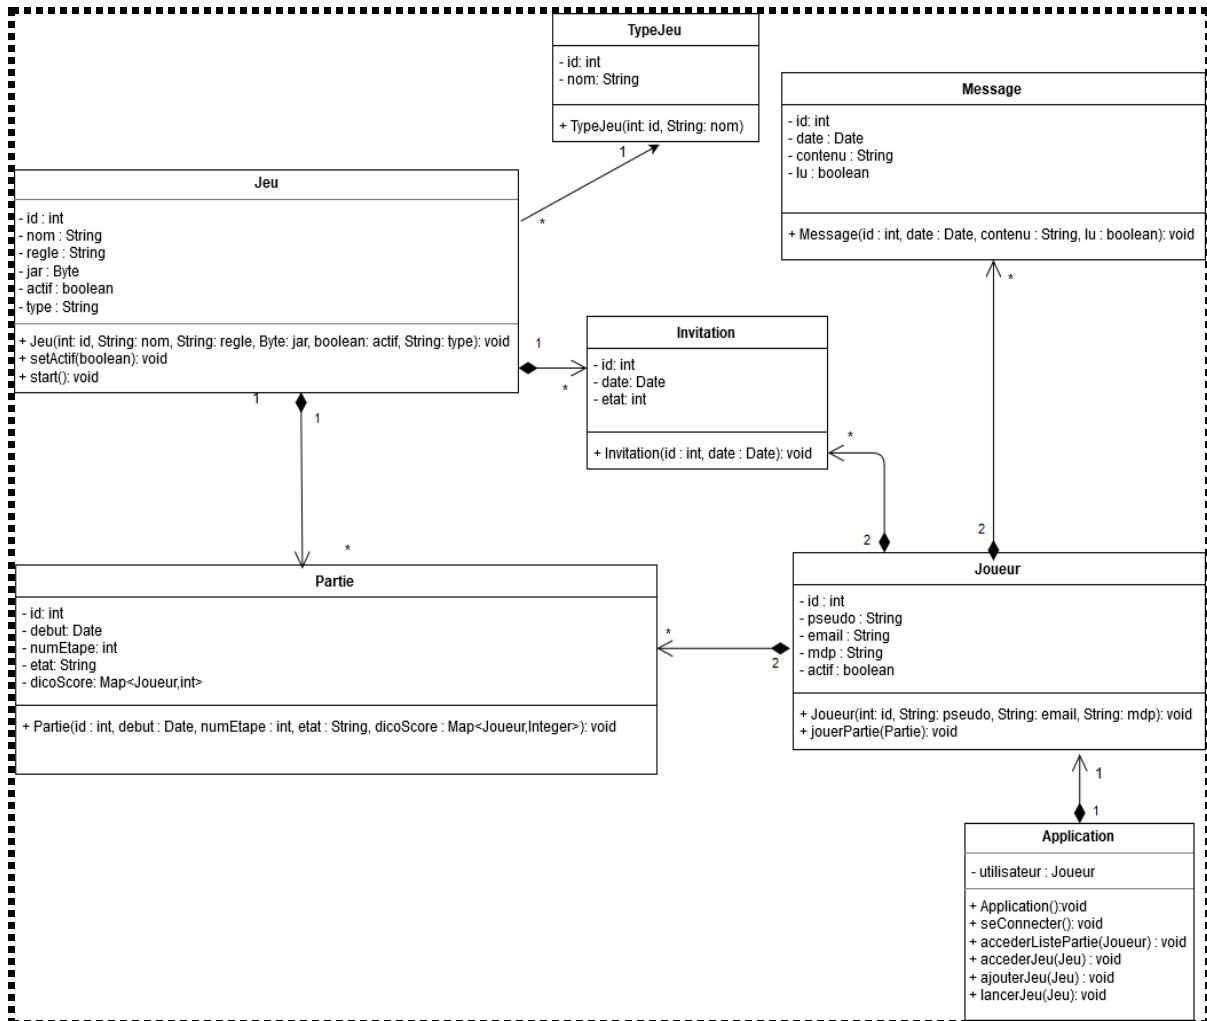 TypeJeu
- id: int
- nom: String
+ TypeJeu(int: id, String: nom)
1
*
Message
- id: int
- date : Date
- contenu : String
- lu : boolean
+ Message(id : int, date : Date, contenu : String, lu : boolean): void
*
2
Jeu
- id : int
- nom : String
- regle : String
- jar : Byte
- actif : boolean
- type : String
+ Jeu(int: id, String: nom, String: regle, Byte: jar, boolean: actif, String: type): void
+ setActif(boolean): void
+ start(): void
1
*
1
1
*
Invitation
- id: int
- date: Date
- etat: int
+ Invitation(id : int, date : Date): void
*
2
Partie
- id: int
- debut: Date
- numEtape: int
- etat: String
- dicoScore: Map<Joueur,int>
+ Partie(id : int, debut : Date, numEtape : int, etat : String, dicoScore : Map<Joueur,Integer>): void
*
2
Joueur
- id : int
- pseudo : String
- email : String
- mdp : String
- actif : boolean
+ Joueur(int: id, String: pseudo, String: email, String: mdp): void
+ jouerPartie(Partie): void
1
1
Application
- utilisateur : Joueur
+ Application():void
+ seConnecter(): void
+ accederListePartie(Joueur) : void
+ accederJeu(Jeu) : void
+ ajouterJeu(Jeu) : void
+ lancerJeu(Jeu): void